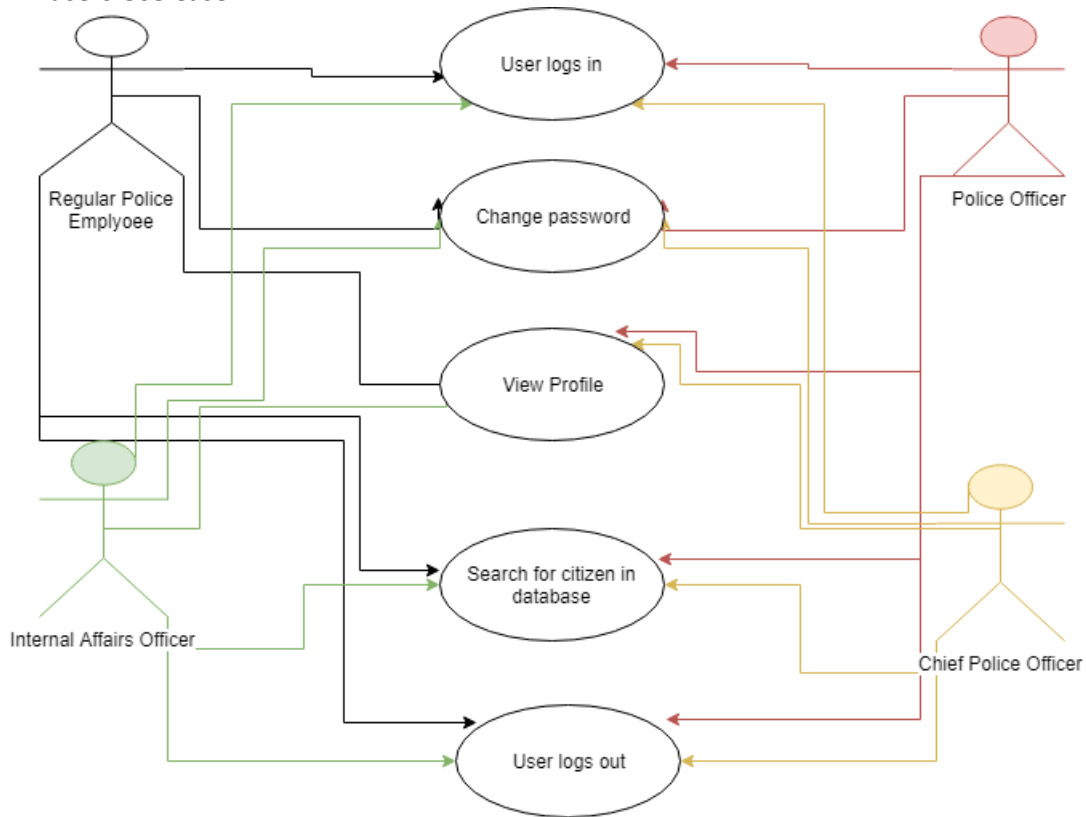 User logs in
Regular Police
Emplyoee
Change password
Police Officer
View Profile
Search for citizen in
database
Internal Affairs Officer
Chief Police Officer
User logs out